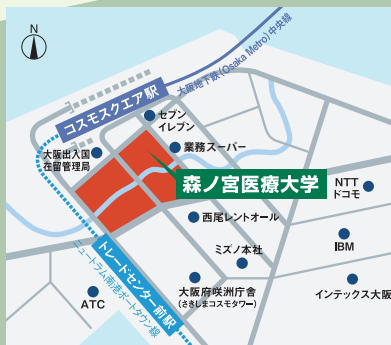 N
大阪地下鉄(Osaka Metro)中央線
コスモスクエア駅
セブン
イレブン
大阪出入国
在留管理局
業務スーパー
森ノ宮医療大学
NTT
ドコモ
西尾レントオール
トレードセンター前駅
ニュートラム南港ポートタウン線
ミズノ本社
IBM
ATC
大阪府咲洲庁舎
(さきしまコスモタワー)
インテックス大阪